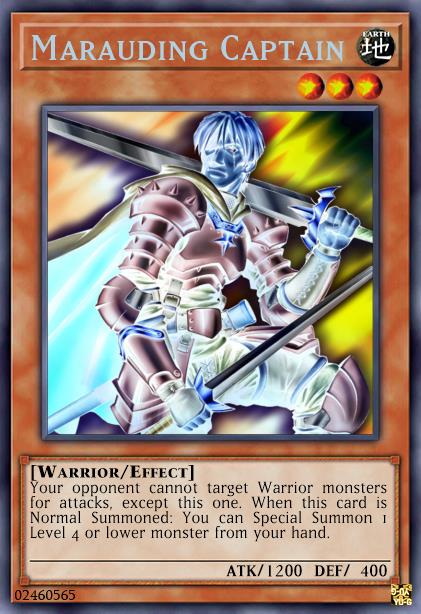 MARAUDING CAPTAIN
EARTH
地
[WARRIOR/EFFECT]
Your opponent cannot target Warrior monsters
for attacks, except this one. When this card is
Normal Summoned: You can Special Summon 1
Level 4 or lower monster from your hand.
ATK/1200 DEF/ 400
02460565